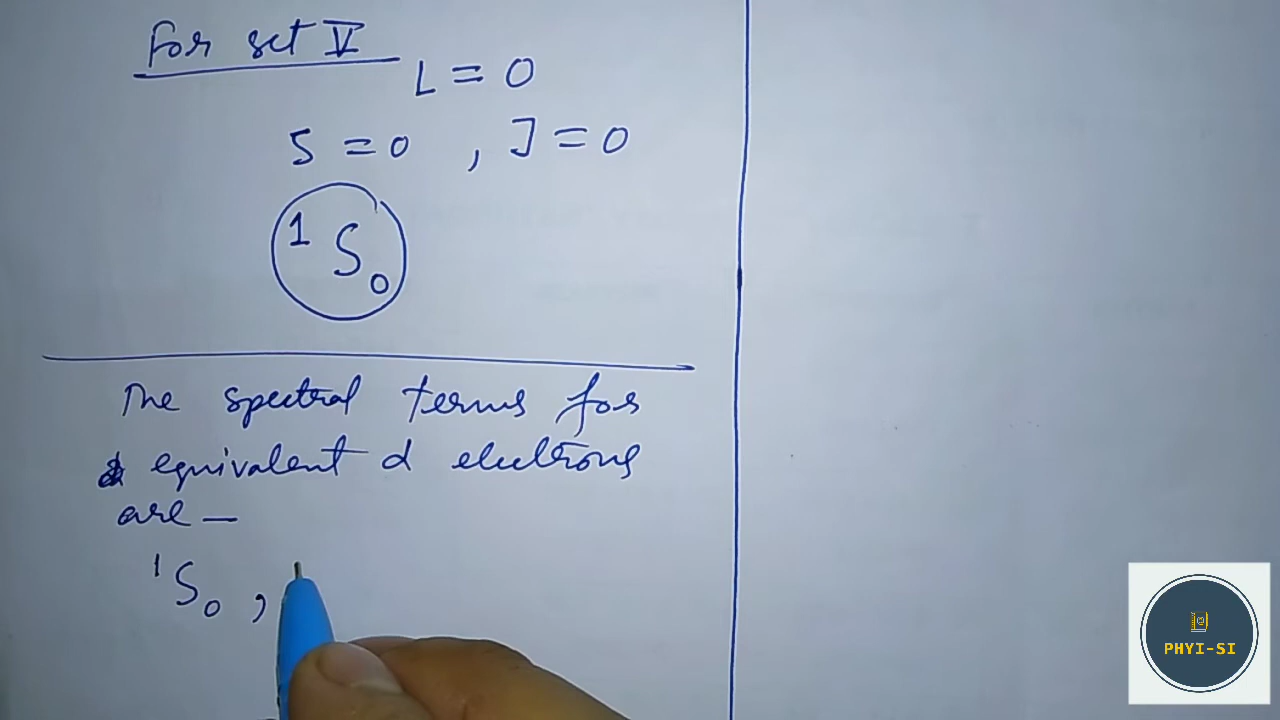 For set V
L = 0
S = 0 , J = 0
¹S₀
The spectral terms for
equivalent d electrons
are —
¹S₀ ,
PHYI-SI